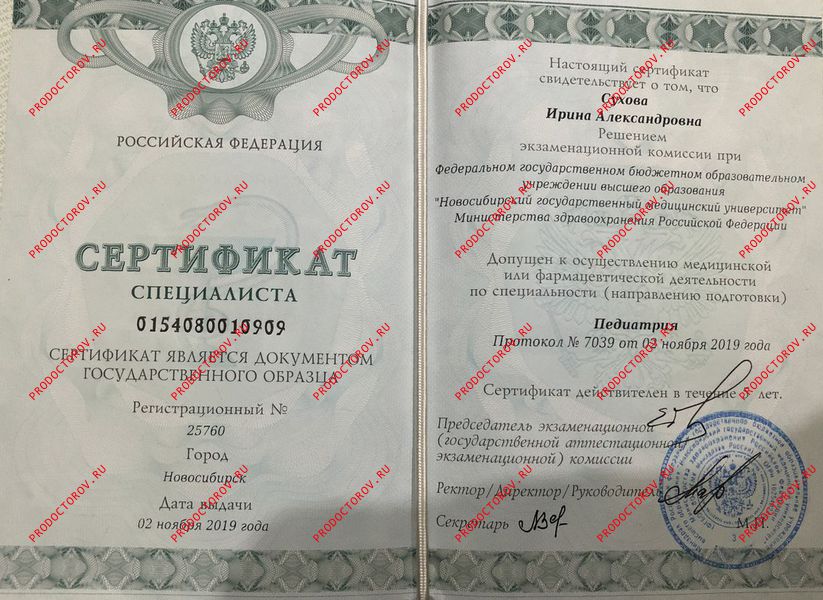 РОССИЙСКАЯ ФЕДЕРАЦИЯ
СЕРТИФИКАТ
СПЕЦИАЛИСТА
0154080010909
СЕРТИФИКАТ ЯВЛЯЕТСЯ ДОКУМЕНТОМ
ГОСУДАРСТВЕННОГО ОБРАЗЦА
Регистрационный №
25760
Город
Новосибирск
Дата выдачи
02 ноября 2019 года
Настоящий сертификат
свидетельствует о том, что
Сухова
Ирина Александровна
Решением
экзаменационной комиссии при
Федеральном государственном бюджетном образовательном
учреждении высшего образования
"Новосибирский государственный медицинский университет"
Министерства здравоохранения Российской Федерации
Допущен к осуществлению медицинской
или фармацевтической деятельности
по специальности (направлению подготовки)
Педиатрия
Протокол № 7039 от 02 ноября 2019 года
Сертификат действителен в течение лет.
Председатель экзаменационной
(государственной аттестационной
экзаменационной) комиссии
Ректор/Директор/Руководитель
Секретарь
PRODOCTOROV.RU